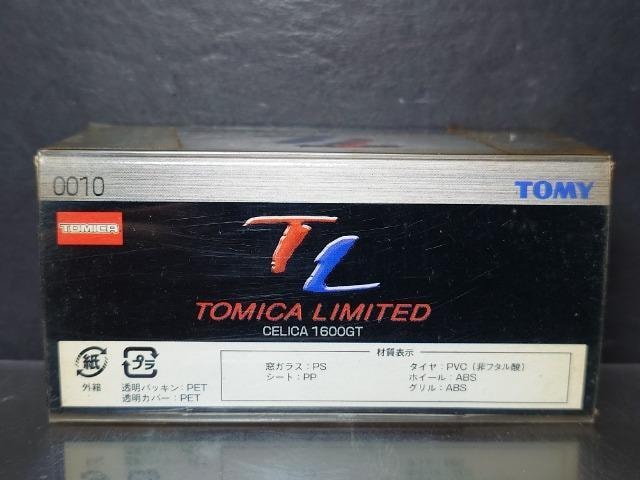 0010
TOMY
TOMICA
TL
TOMICA LIMITED
CELICA 1600GT
材質表示
紙
外箱
プラ
透明パッキン:PET
透明カバー:PET
窓ガラス:PS
シート:PP
タイヤ:PVC(非フタル酸)
ホイール:ABS
グリル:ABS